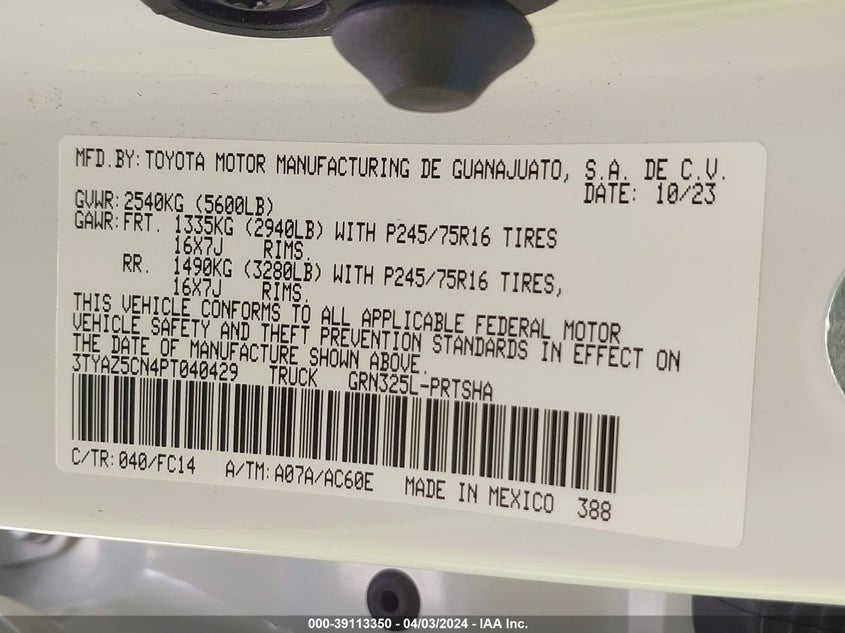 MFD.BY: TOYOTA MOTOR MANUFACTURING DE GUANAJUATO, S.A. DE C.V.
DATE: 10/23
GVWR: 2540KG (5600LB)
GAWR: FRT. 1335KG (2940LB) WITH P245/75R16 TIRES
16X7J RIMS.
RR. 1490KG (3280LB) WITH P245/75R16 TIRES,
16X7J RIMS.
THIS VEHICLE CONFORMS TO ALL APPLICABLE FEDERAL MOTOR
VEHICLE SAFETY AND THEFT PREVENTION STANDARDS IN EFFECT ON
THE DATE OF MANUFACTURE SHOWN ABOVE.
3TYAZ5CN4PT040429 TRUCK GRN325L-PRTSHA
C/TR: 040/FC14 A/TM: A07A/AC60E MADE IN MEXICO 388
000-39113350 - 04/03/2024 - IAA Inc.